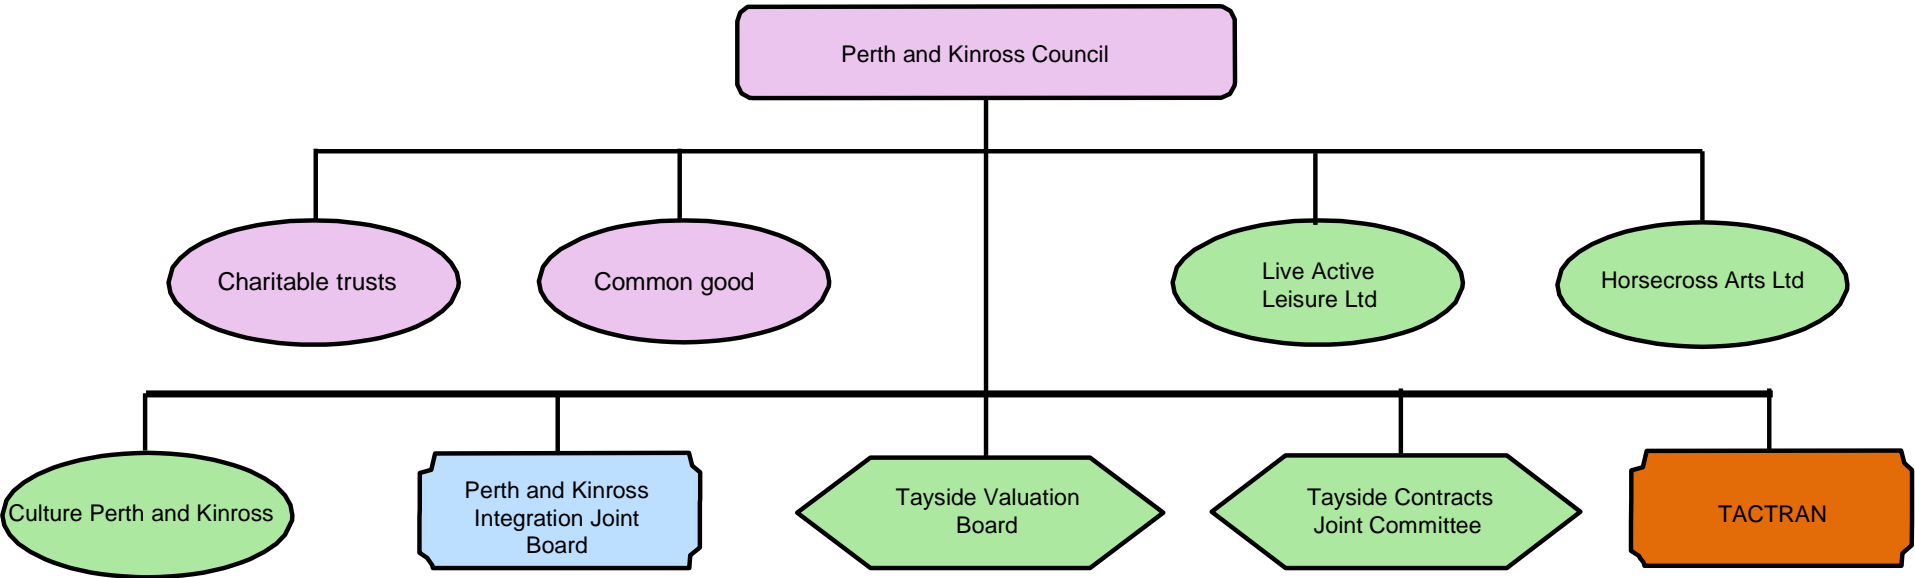 Perth and Kinross Council
Charitable trusts
Common good
Live Active
Leisure Ltd
Horsecross Arts Ltd
Culture Perth and Kinross
Perth and Kinross
Integration Joint
Board
Tayside Valuation
Board
Tayside Contracts
Joint Committee
TACTRAN